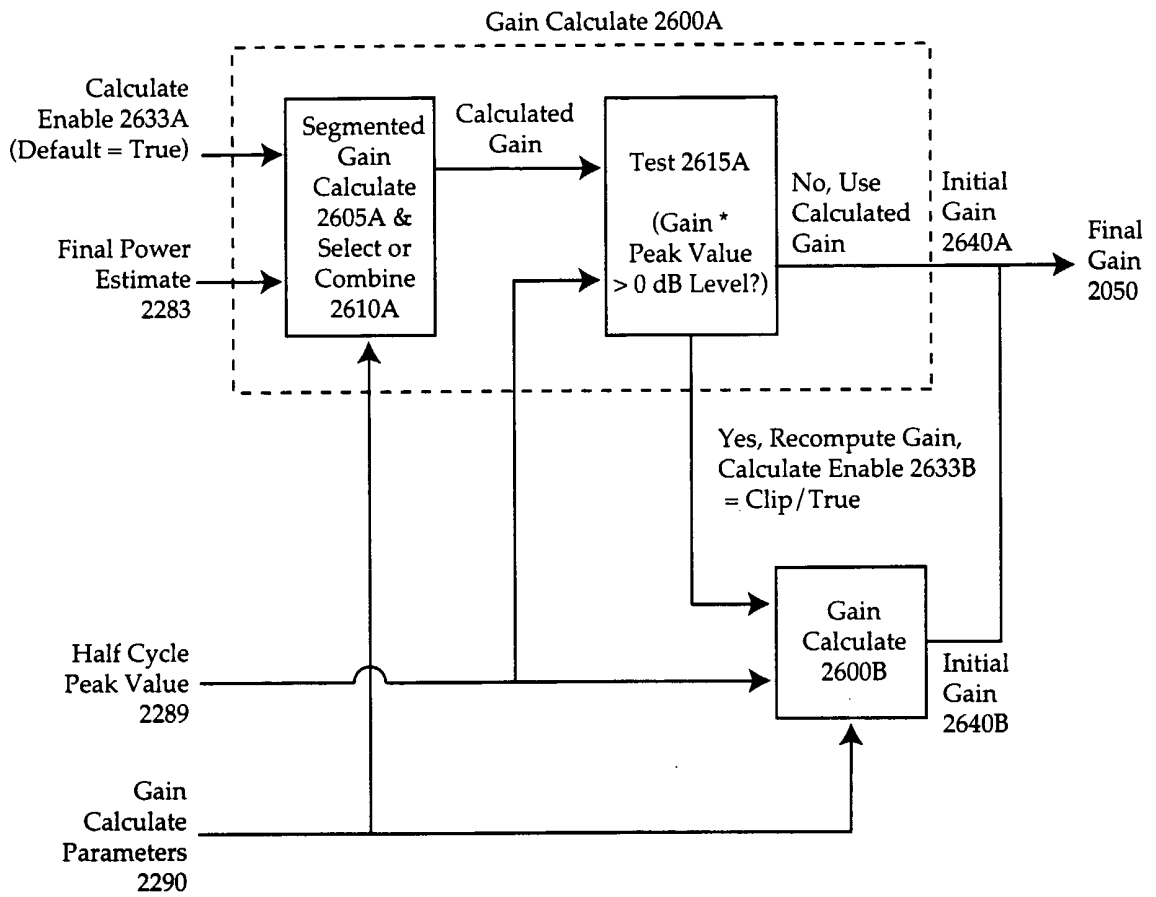 Gain Calculate 2600A
Calculate
Enable 2633A
(Default = True)
Segmented
Gain
Calculate
2605A &
Select or
Combine
2610A
Calculated
Gain
Test 2615A
(Gain *
Peak Value
> 0 dB Level?)
No, Use
Calculated
Gain
Initial
Gain
2640A
Final
Gain
2050
Final Power
Estimate
2283
Yes, Recompute Gain,
Calculate Enable 2633B
= Clip/True
Half Cycle
Peak Value
2289
Gain
Calculate
2600B
Initial
Gain
2640B
Gain
Calculate
Parameters
2290